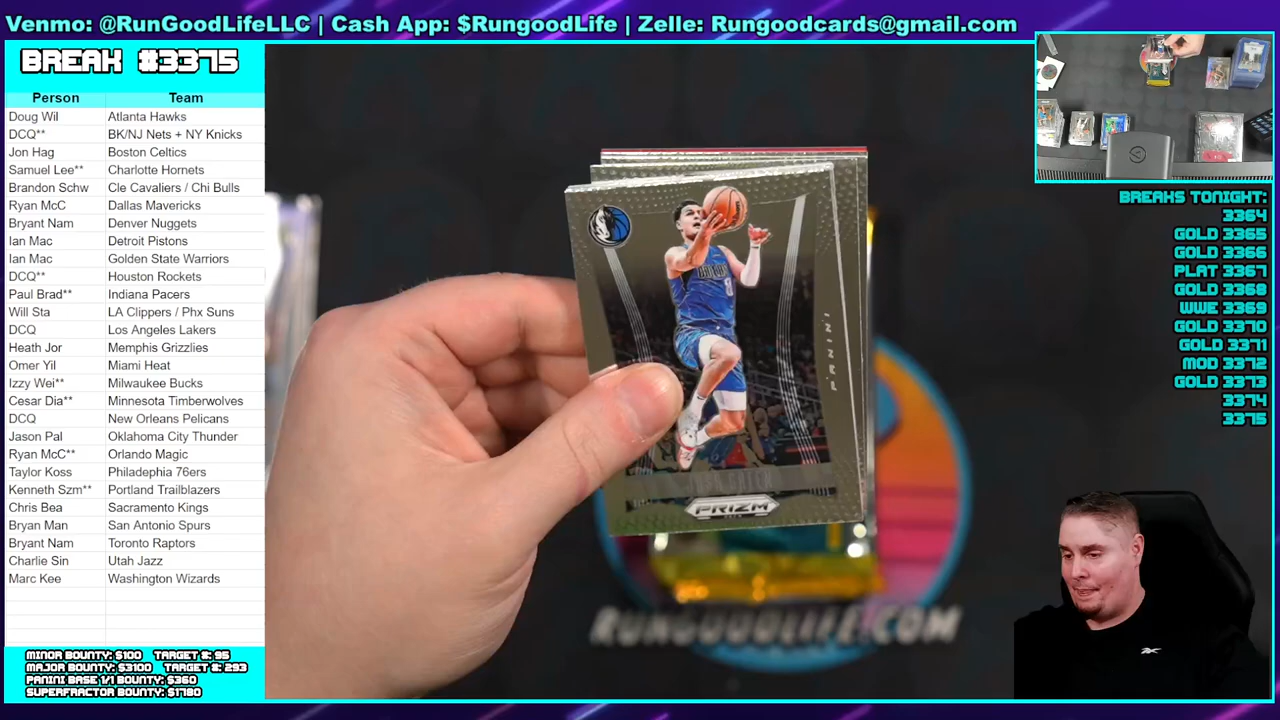 Venmo: @RunGoodLifeLLC | Cash App: $RungoodLife | Zelle: Rungoodcards@gmail.com
BREAK #3375
Person Team
Doug Wil Atlanta Hawks
DCQ** BK/NJ Nets + NY Knicks
Jon Hag Boston Celtics
Samuel Lee** Charlotte Hornets
Brandon Schw Cle Cavaliers / Chi Bulls
Ryan McC Dallas Mavericks
Bryant Nam Denver Nuggets
Ian Mac Detroit Pistons
Ian Mac Golden State Warriors
DCQ** Houston Rockets
Paul Brad** Indiana Pacers
Will Sta LA Clippers / Phx Suns
DCQ Los Angeles Lakers
Heath Jor Memphis Grizzlies
Omer Yil Miami Heat
Izzy Wei** Milwaukee Bucks
Cesar Dia** Minnesota Timberwolves
DCQ New Orleans Pelicans
Jason Pal Oklahoma City Thunder
Ryan McC** Orlando Magic
Taylor Koss Philadephia 76ers
Kenneth Szm** Portland Trailblazers
Chris Bea Sacramento Kings
Bryan Man San Antonio Spurs
Bryant Nam Toronto Raptors
Charlie Sin Utah Jazz
Marc Kee Washington Wizards
MINOR BOUNTY: $100 TARGET #: 95
MAJOR BOUNTY: $3100 TARGET #: 293
PANINI BASE 1/1 BOUNTY: $360
SUPERFRACTOR BOUNTY: $1780
PANINI
PRIZM
RUNGOODLIFE.COM
BREAKS TONIGHT:
3364
GOLD 3365
GOLD 3366
PLAT 3367
GOLD 3368
WWE 3369
GOLD 3370
GOLD 3371
MOD 3372
GOLD 3373
3374
3375